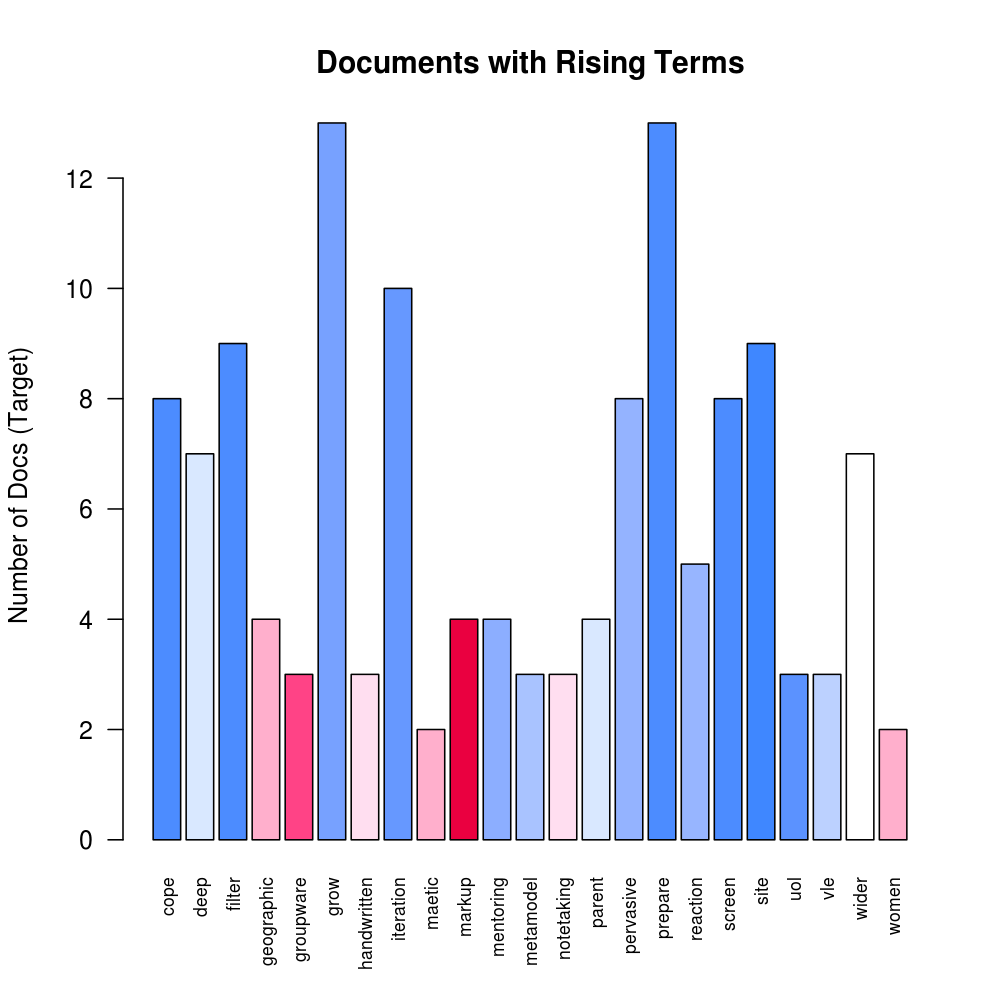 Documents with Rising Terms
Number of Docs (Target)
12
10
8
6
4
2
0
cope
deep
filter
geographic
groupware
grow
handwritten
iteration
maetic
markup
mentoring
metamodel
notetaking
parent
pervasive
prepare
reaction
screen
site
uol
vle
wider
women